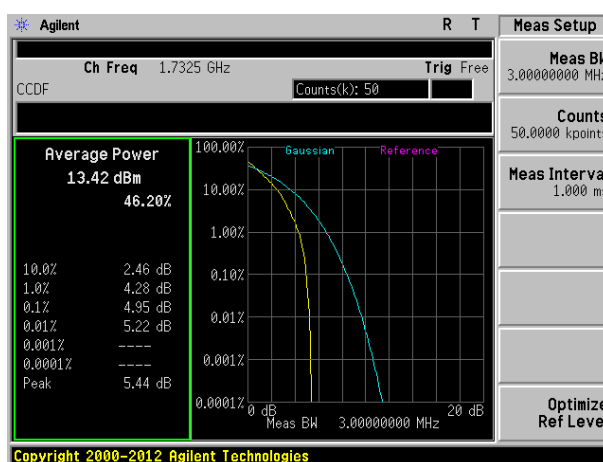 Agilent R T
Ch Freq 1.7325 GHz Trig Free
CCDF Counts(k): 50
Average Power
13.42 dBm
46.20%
10.0% 2.46 dB
1.0% 4.28 dB
0.1% 4.95 dB
0.01% 5.22 dB
0.001% ----
0.0001% ----
Peak 5.44 dB
Gaussian Reference
100.00%
10.00%
1.00%
0.10%
0.01%
0.001%
0.0001%
0 dB 20 dB
Meas BW 3.00000000 MHz
Meas Setup
Meas BW
3.00000000 MHz
Counts
50.0000 kpoints
Meas Interval
1.000 ms
Optimize
Ref Level
Copyright 2000-2012 Agilent Technologies